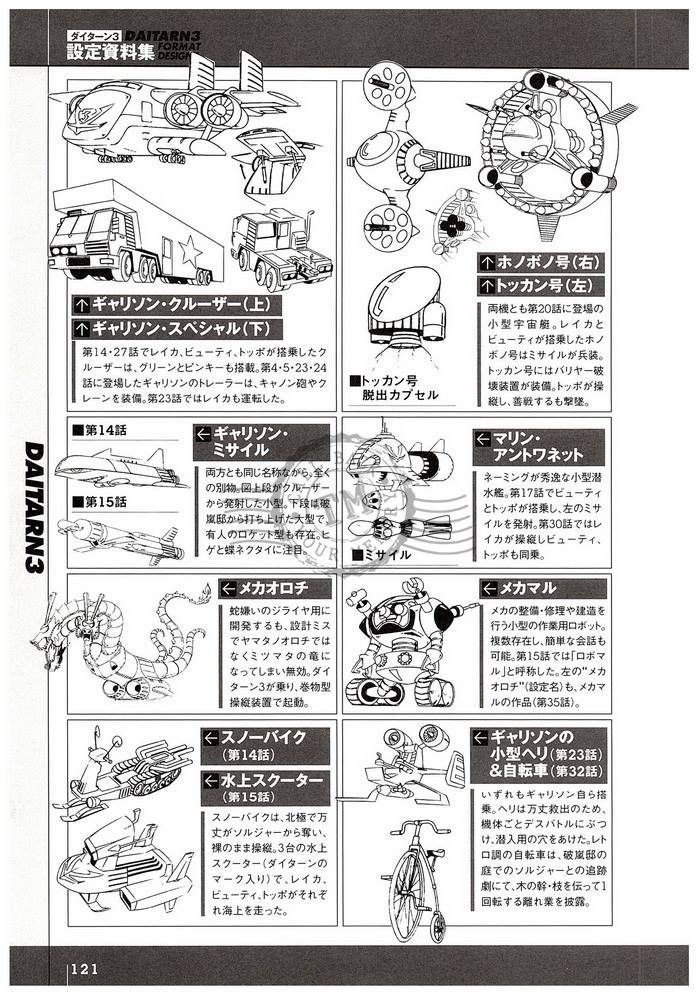 ダイターン3
設定資料集
DAITARN3
FORMAT
DESIGN
↑ギャリソン・クルーザー(上)
↑ギャリソン・スペシャル(下)
第14・27話でレイカ、ビューティ、トッポが搭乗したク
ルーザーは、グリーンとピンキーも搭載。第4・5・23・24
話に登場したギャリソンのトレーラーは、キャノン砲やク
レーンを装備。第23話ではレイカも運転した。
↑ホノボノ号(右)
↑トッカン号(左)
両機とも第20話に登場の
小型宇宙艇。レイカと
ビューティが搭乗したホノ
ボノ号はミサイルが兵装。
トッカン号にはバリヤー破
壊装置が装備。トッポが操
縦し、善戦するも撃墜。
■トッカン号
脱出カプセル
■第14話
■第15話
←ギャリソン・
ミサイル
両方とも同じ名称ながら、全く
の別物。図上段がクルーザー
から発射した小型。下段は破
嵐邸から打ち上げた大型で、
有人のロケット型も存在。ヒ
ゲと蝶ネクタイに注目。
←マリン・
アントワネット
ネーミングが秀逸な小型潜
水艦。第17話でビューティ
とトッポが搭乗し、左のミサ
イルを発射。第30話ではレ
イカが操縦しビューティ、
トッポも同乗。
■ミサイル
DAITARN3
←メカオロチ
蛇嫌いのジライヤ用に
開発するも、設計ミス
でヤマタノオロチでは
なくミツマタの竜に
なってしまい無効。ダイ
ターン3が乗り、巻物型
操縦装置で起動。
←メカマル
メカの整備・修理や建造を
行う小型の作業用ロボット。
複数存在し、簡単な会話も
可能。第15話では「ロボマ
ル」と呼称した。左の“メカ
オロチ”(設定名)も、メカマ
ルの作品(第35話)。
←スノーバイク
(第14話)
←水上スクーター
(第15話)
スノーバイクは、北極で万
丈がソルジャーから奪い、
裸のまま操縦。3台の水上
スクーター(ダイターンの
マーク入り)で、レイカ、
ビューティ、トッポがそれぞ
れ海上を走った。
←ギャリソンの
小型ヘリ(第23話)
&自転車(第32話)
いずれもギャリソン自ら搭
乗。ヘリは万丈救出のため、
機体ごとデスバトルにぶつ
け、潜入用の穴をあけた。レト
ロ調の自転車は、破嵐邸の
庭でのソルジャーとの追跡
劇にて、木の幹・枝を伝って1
回転する離れ業を披露。
121